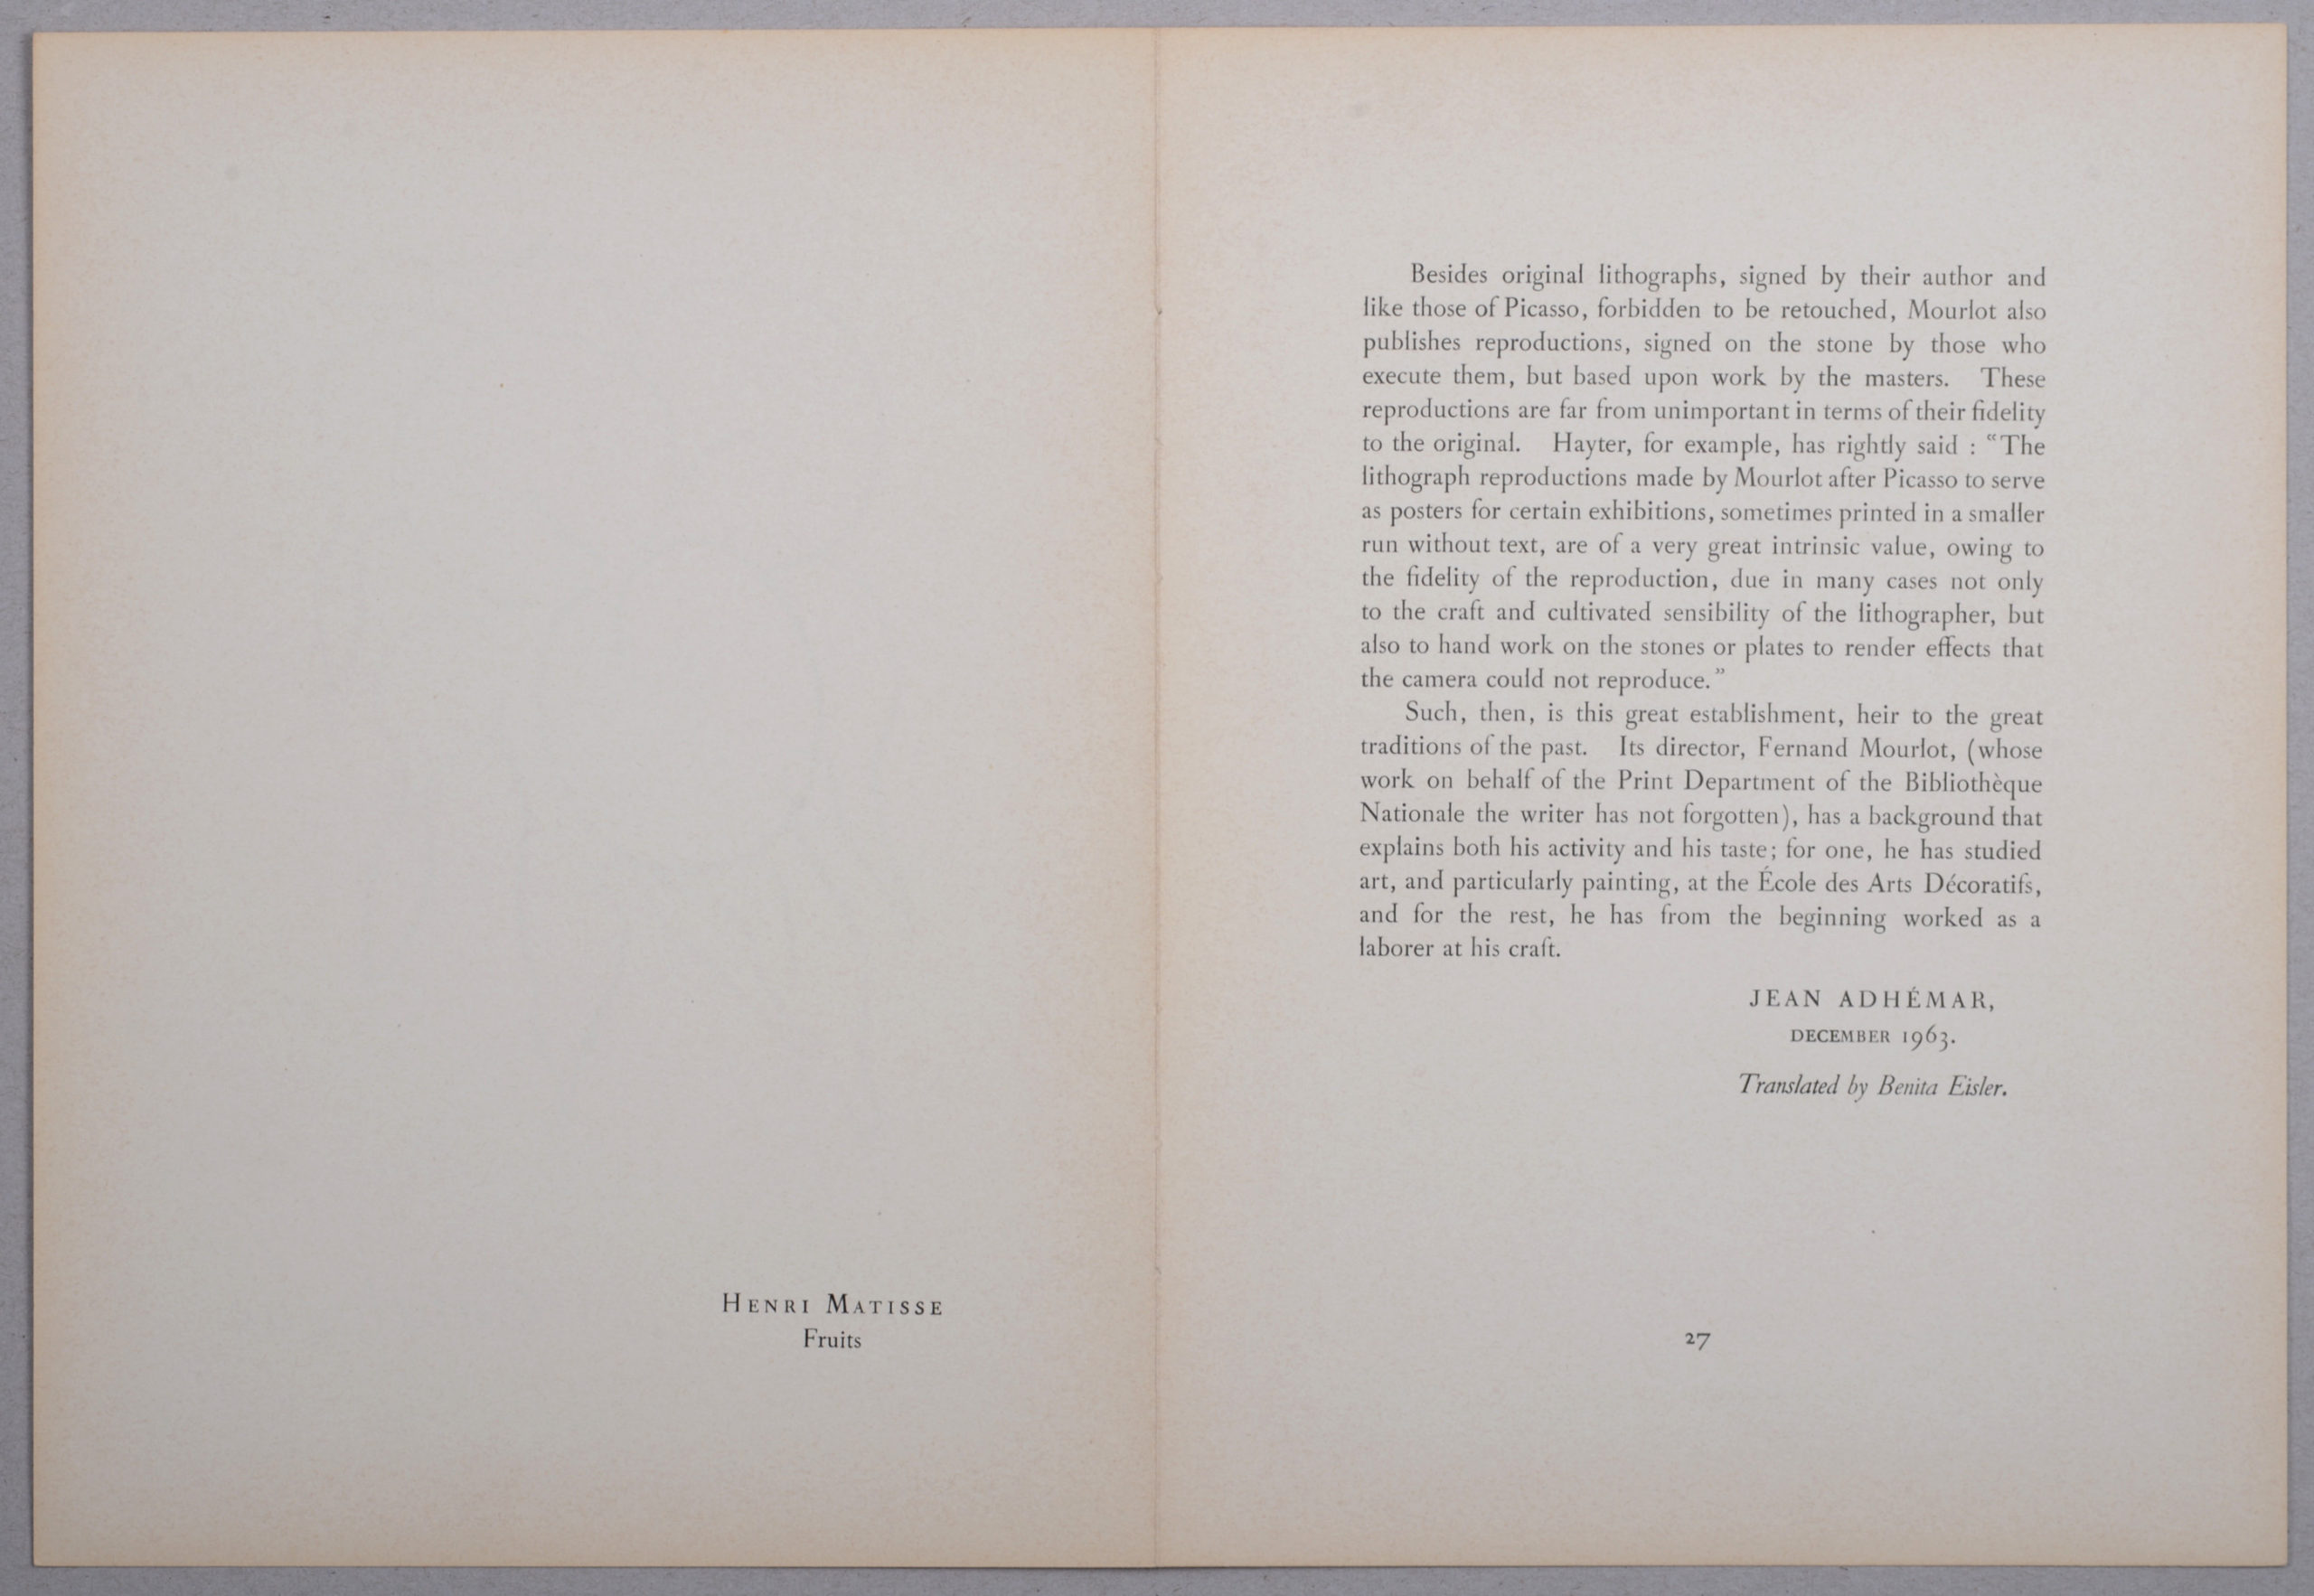 HENRI MATISSE
Fruits
Besides original lithographs, signed by their author and
like those of Picasso, forbidden to be retouched, Mourlot also
publishes reproductions, signed on the stone by those who
execute them, but based upon work by the masters. These
reproductions are far from unimportant in terms of their fidelity
to the original. Hayter, for example, has rightly said : “The
lithograph reproductions made by Mourlot after Picasso to serve
as posters for certain exhibitions, sometimes printed in a smaller
run without text, are of a very great intrinsic value, owing to
the fidelity of the reproduction, due in many cases not only
to the craft and cultivated sensibility of the lithographer, but
also to hand work on the stones or plates to render effects that
the camera could not reproduce.”
Such, then, is this great establishment, heir to the great
traditions of the past. Its director, Fernand Mourlot, (whose
work on behalf of the Print Department of the Bibliothèque
Nationale the writer has not forgotten), has a background that
explains both his activity and his taste; for one, he has studied
art, and particularly painting, at the École des Arts Décoratifs,
and for the rest, he has from the beginning worked as a
laborer at his craft.
JEAN ADHÉMAR,
DECEMBER 1963.
Translated by Benita Eisler.
27